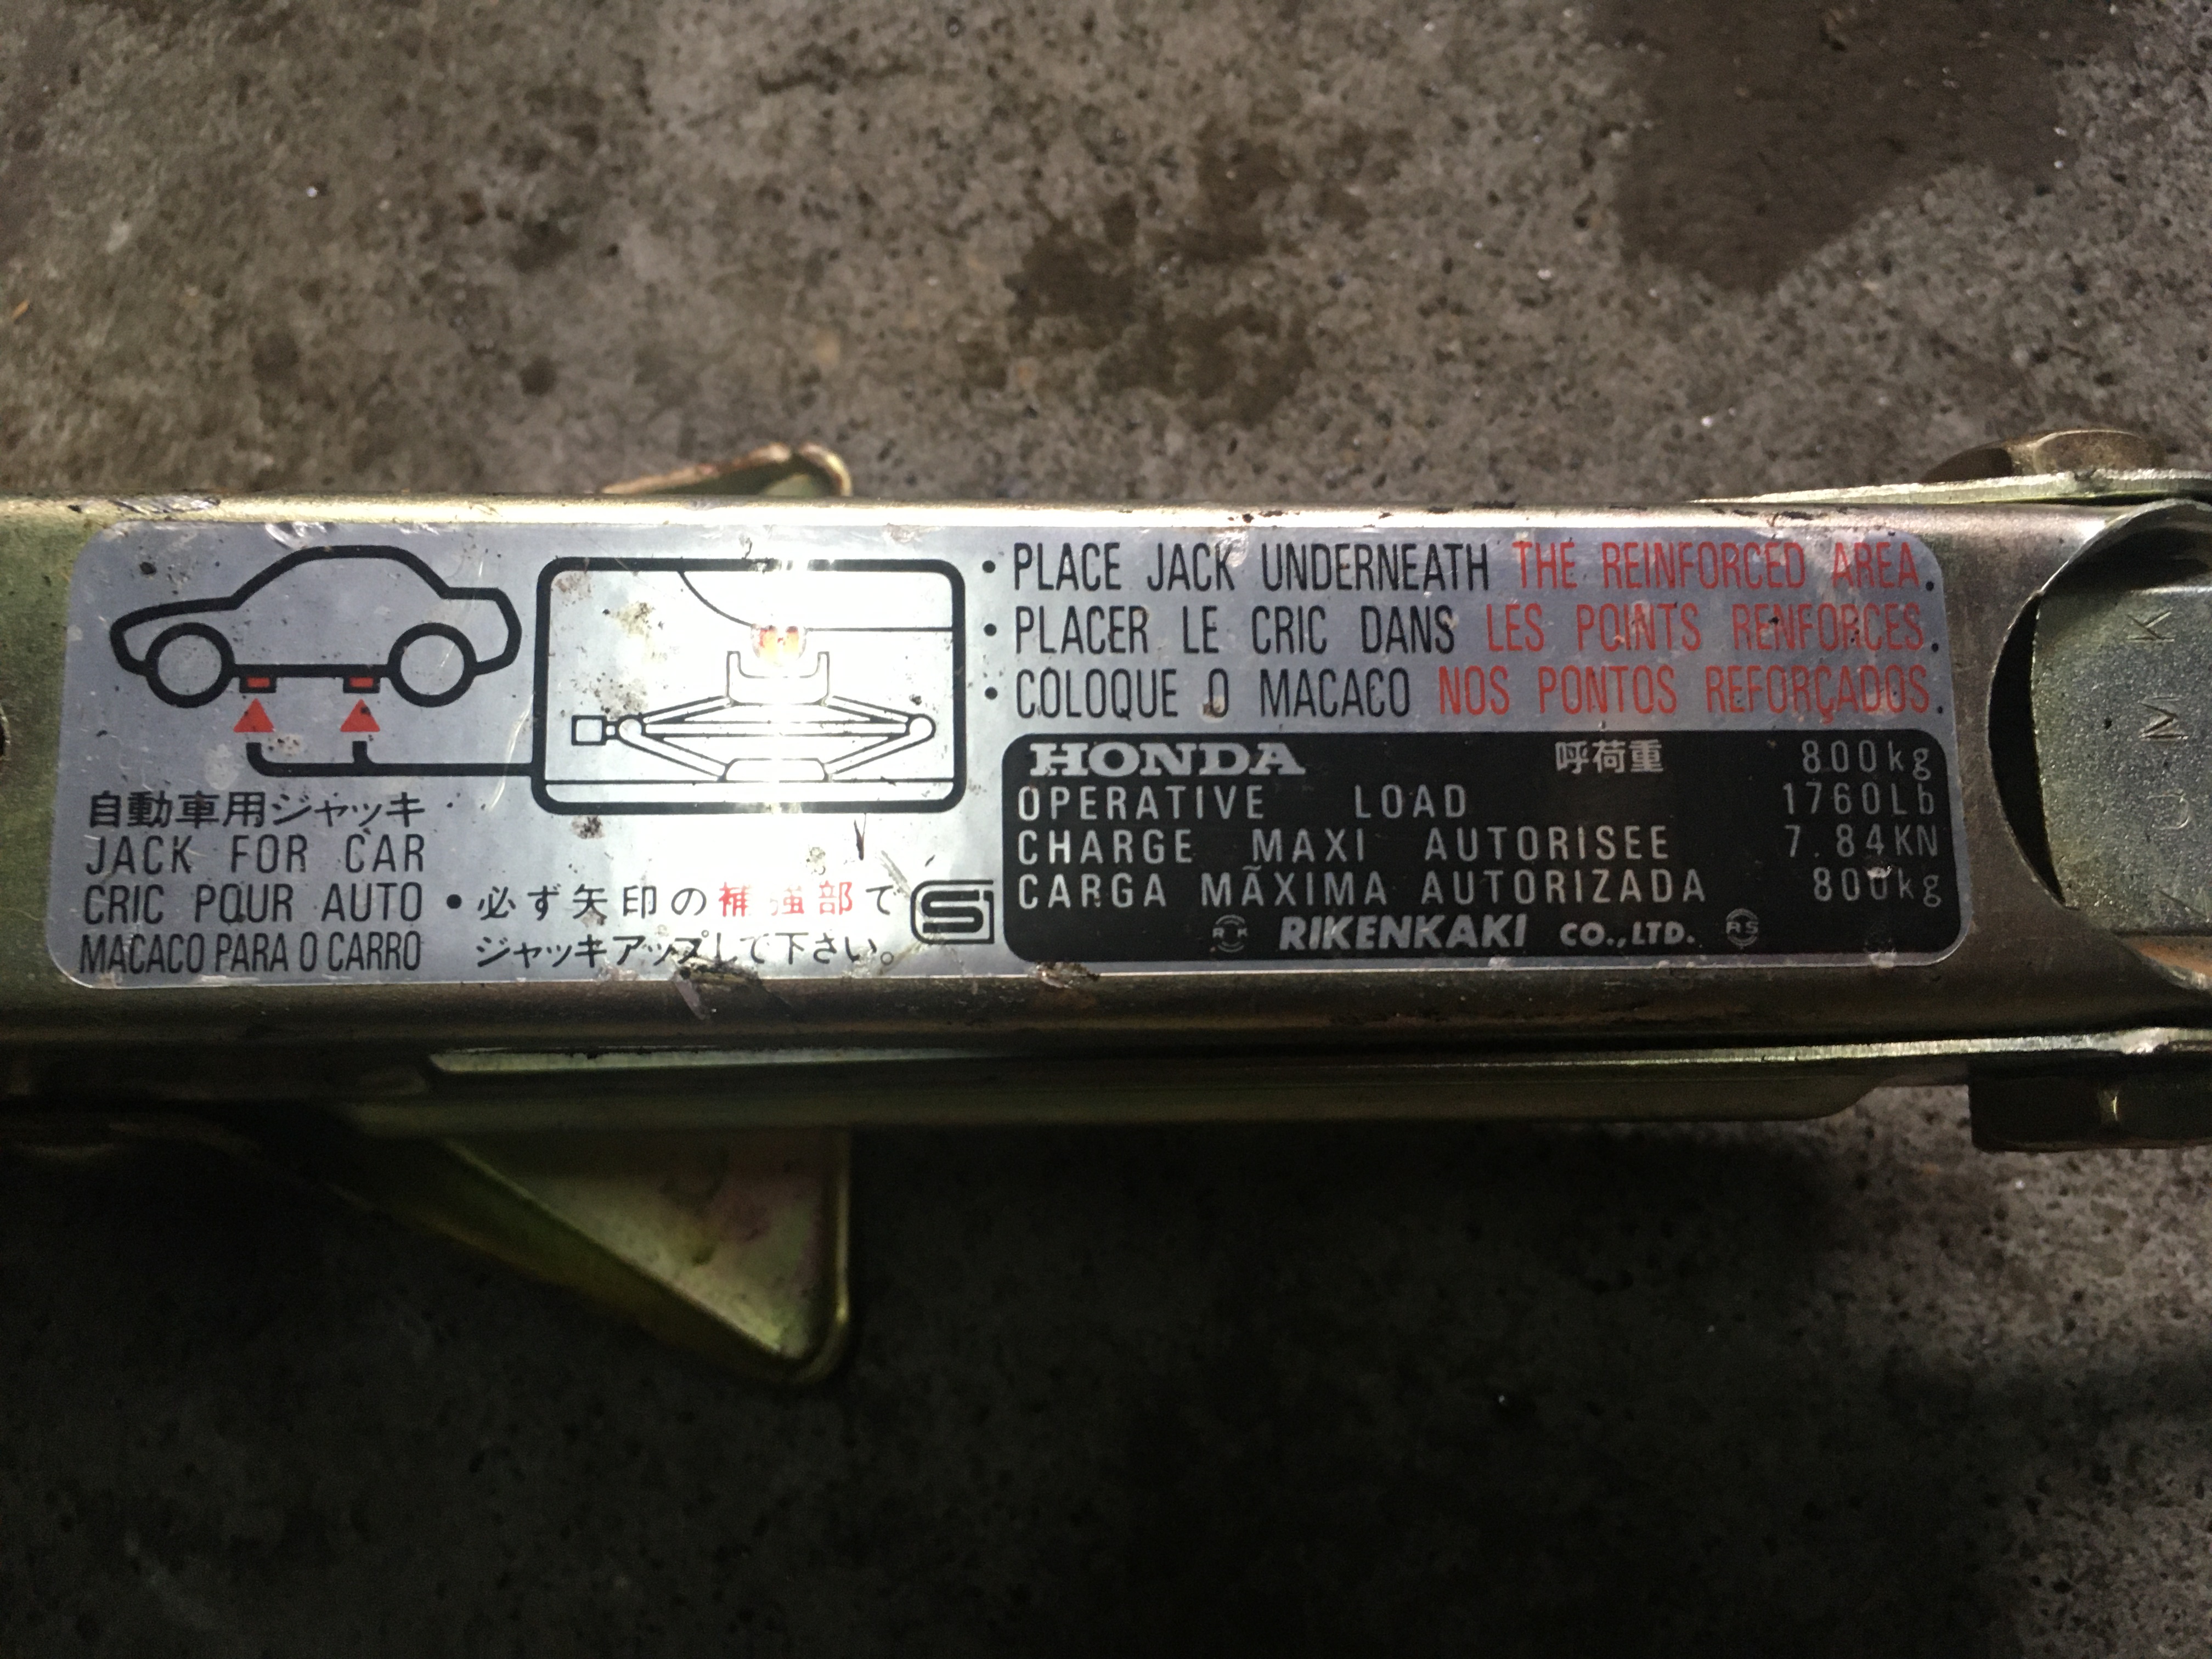 • PLACE JACK UNDERNEATH THE REINFORCED AREA.
• PLACER LE CRIC DANS LES POINTS RENFORCES.
• COLOQUE O MACACO NOS PONTOS REFORÇADOS.
自動車用ジャッキ
JACK FOR CAR
CRIC POUR AUTO
MACACO PARA O CARRO
• 必ず矢印の補強部で
ジャッキアップして下さい。
HONDA 呼荷重 800kg
OPERATIVE LOAD 1760Lb
CHARGE MAXI AUTORISEE 7.84KN
CARGA MÃXIMA AUTORIZADA 800kg
RIKENKAKI CO.,LTD.